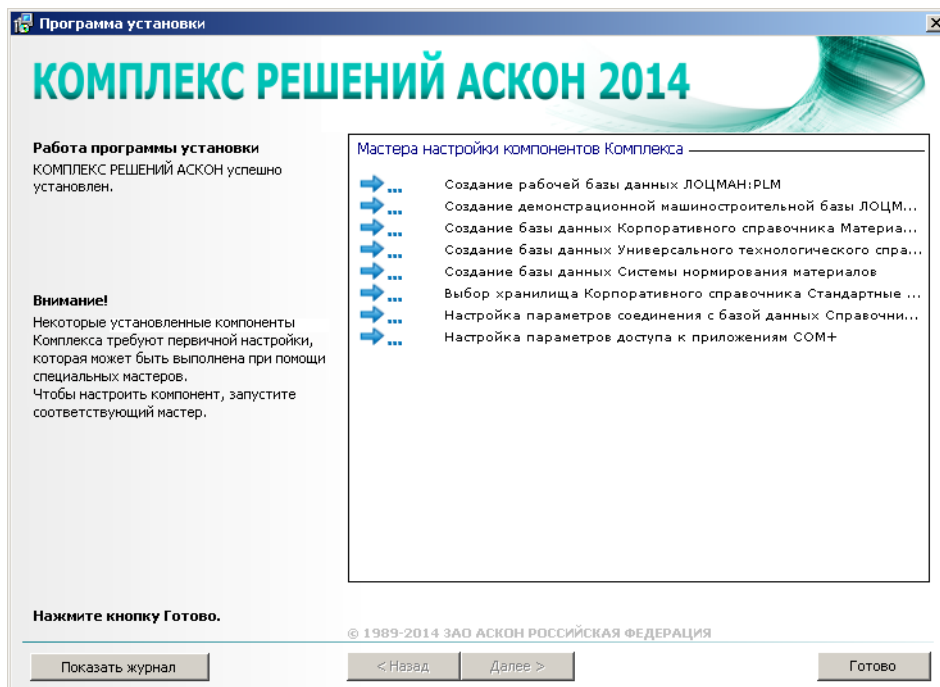 Программа установки
КОМПЛЕКС РЕШЕНИЙ АСКОН 2014
Работа программы установки
КОМПЛЕКС РЕШЕНИЙ АСКОН успешно
установлен.
Внимание!
Некоторые установленные компоненты
Комплекса требуют первичной настройки,
которая может быть выполнена при помощи
специальных мастеров.
Чтобы настроить компонент, запустите
соответствующий мастер.
Нажмите кнопку Готово.
Мастера настройки компонентов Комплекса
... Создание рабочей базы данных ЛОЦМАН:PLM
... Создание демонстрационной машиностроительной базы ЛОЦМ...
... Создание базы данных Корпоративного справочника Материа...
... Создание базы данных Универсального технологического спра...
... Создание базы данных Системы нормирования материалов
... Выбор хранилища Корпоративного справочника Стандартные ...
... Настройка параметров соединения с базой данных Справочни...
... Настройка параметров доступа к приложениям COM+
© 1989-2014 ЗАО АСКОН РОССИЙСКАЯ ФЕДЕРАЦИЯ
Показать журнал
< Назад
Далее >
Готово